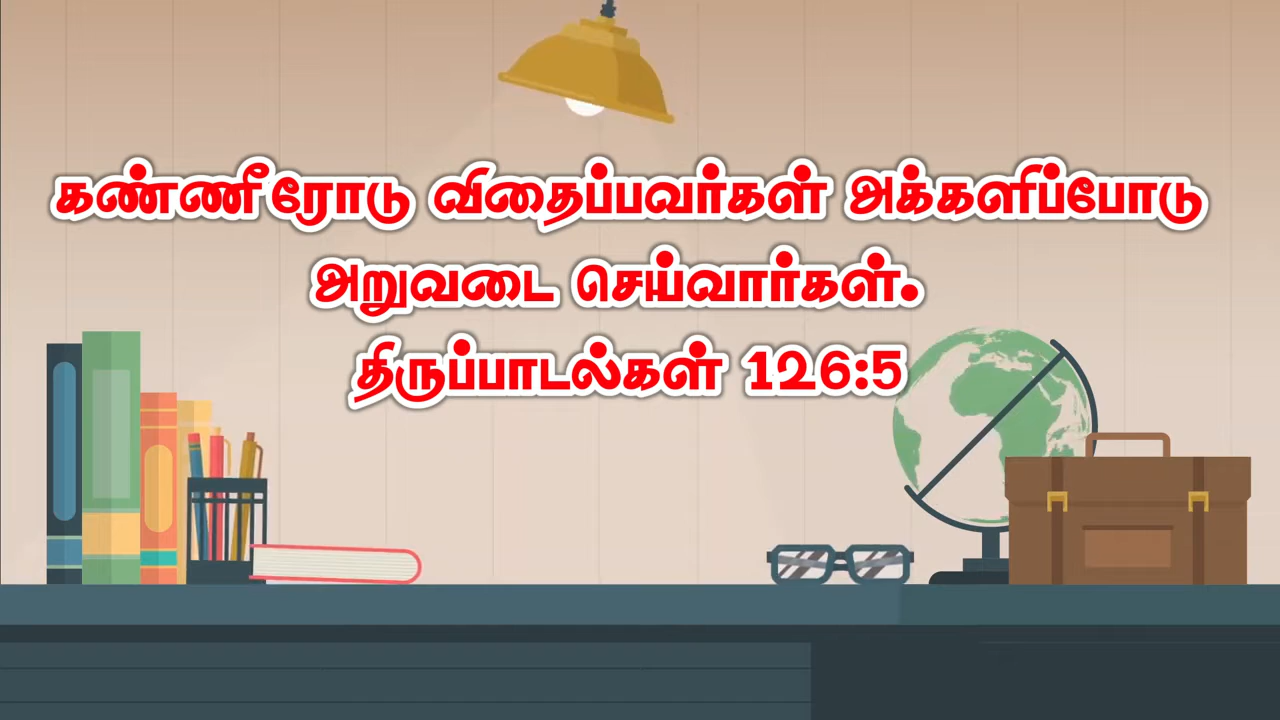 கண்ணீரோடு விதைப்பவர்கள் அக்களிப்போடு
அறுவடை செய்வார்கள்.
திருப்பாடல்கள் 126:5